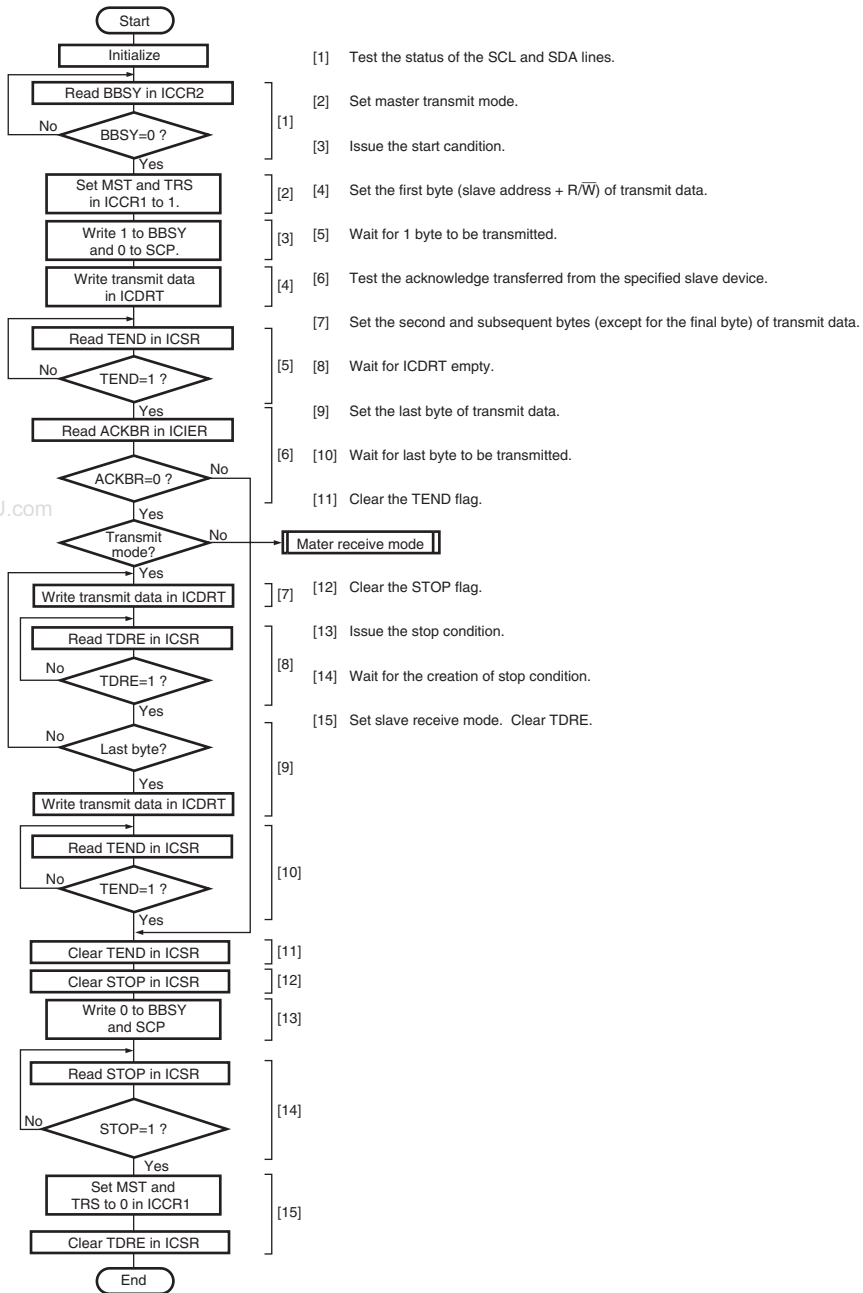 Start
Initialize
Read BBSY in ICCR2
No
BBSY=0 ?
[1]
Yes
Set MST and TRS
in ICCR1 to 1.
[2]
Write 1 to BBSY
and 0 to SCP.
[3]
Write transmit data
in ICDRT
[4]
Read TEND in ICSR
No
TEND=1 ?
[5]
Yes
Read ACKBR in ICIER
[6]
ACKBR=0 ?
No
Yes
Transmit
mode?
No
Mater receive mode
Yes
Write transmit data in ICDRT
[7]
Read TDRE in ICSR
[8]
No
TDRE=1 ?
Yes
No
Last byte?
[9]
Yes
Write transmit data in ICDRT
Read TEND in ICSR
[10]
No
TEND=1 ?
Yes
Clear TEND in ICSR
[11]
Clear STOP in ICSR
[12]
Write 0 to BBSY
and SCP
[13]
Read STOP in ICSR
[14]
No
STOP=1 ?
Yes
Set MST and
TRS to 0 in ICCR1
[15]
Clear TDRE in ICSR
End
[1] Test the status of the SCL and SDA lines.
[2] Set master transmit mode.
[3] Issue the start candition.
[4] Set the first byte (slave address + R/W̅) of transmit data.
[5] Wait for 1 byte to be transmitted.
[6] Test the acknowledge transferred from the specified slave device.
[7] Set the second and subsequent bytes (except for the final byte) of transmit data.
[8] Wait for ICDRT empty.
[9] Set the last byte of transmit data.
[10] Wait for last byte to be transmitted.
[11] Clear the TEND flag.
[12] Clear the STOP flag.
[13] Issue the stop condition.
[14] Wait for the creation of stop condition.
[15] Set slave receive mode. Clear TDRE.
U.com